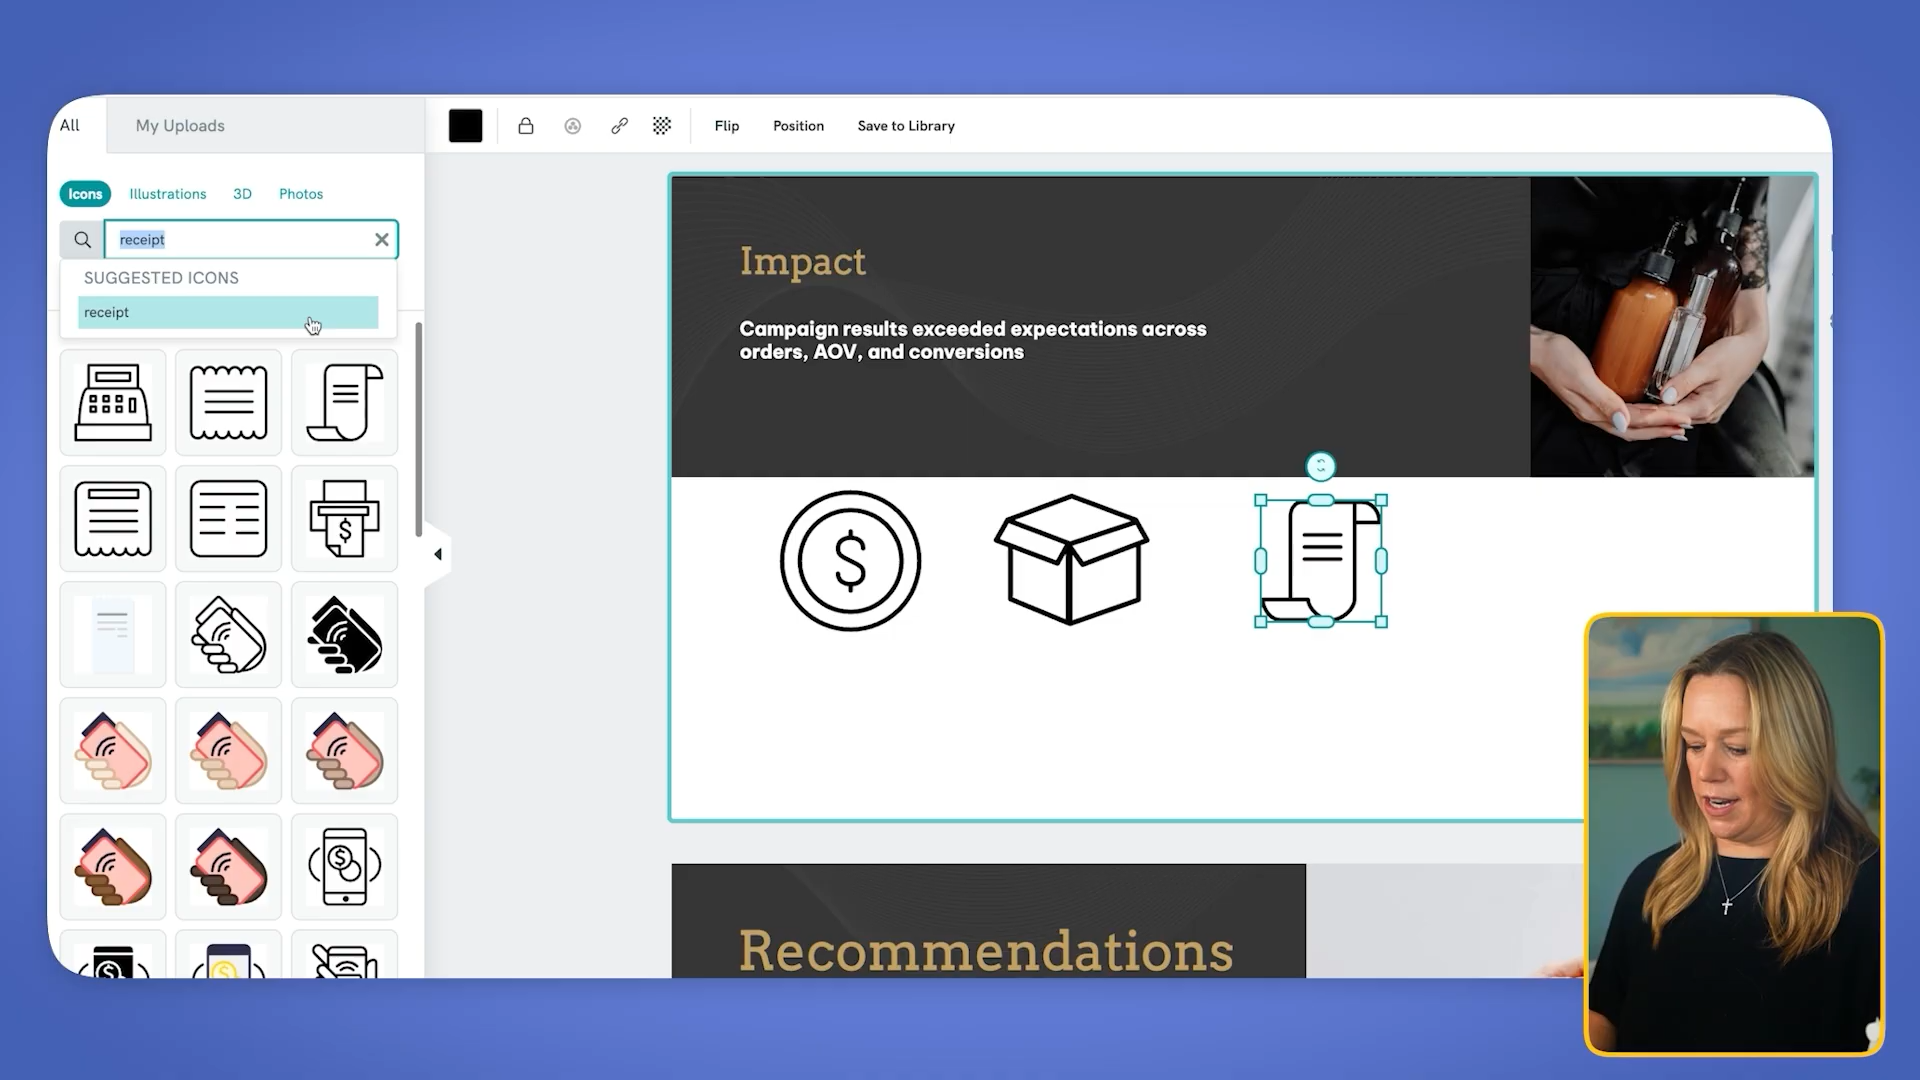 All
My Uploads
Flip
Position
Save to Library
Icons
Illustrations
3D
Photos
receipt
SUGGESTED ICONS
receipt
Impact
Campaign results exceeded expectations across
orders, AOV, and conversions
$
$
$
$
Recommendations